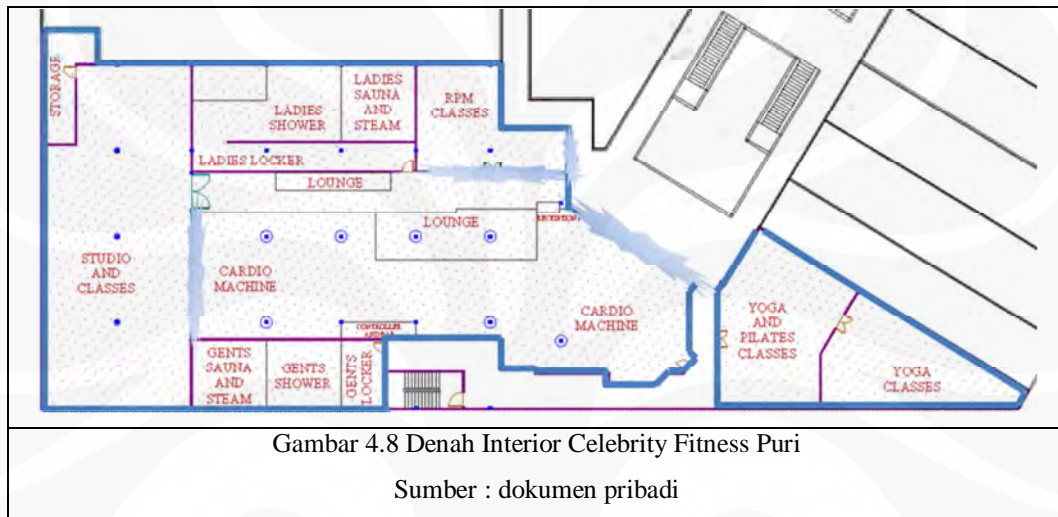 STORAGE
LADIES
SHOWER
LADIES
SAUNA
AND
STEAM
RPM
CLASSES
LADIES LOCKER
LOUNGE
LOUNGE
STUDIO
AND
CLASSES
CARDIO
MACHINE
CARDIO
MACHINE
YOGA
AND
PILATES
CLASSES
YOGA
CLASSES
GENTS
SAUNA
AND
STEAM
GENTS
SHOWER
GENTS
LOCKER
Gambar 4.8 Denah Interior Celebrity Fitness Puri
Sumber : dokumen pribadi